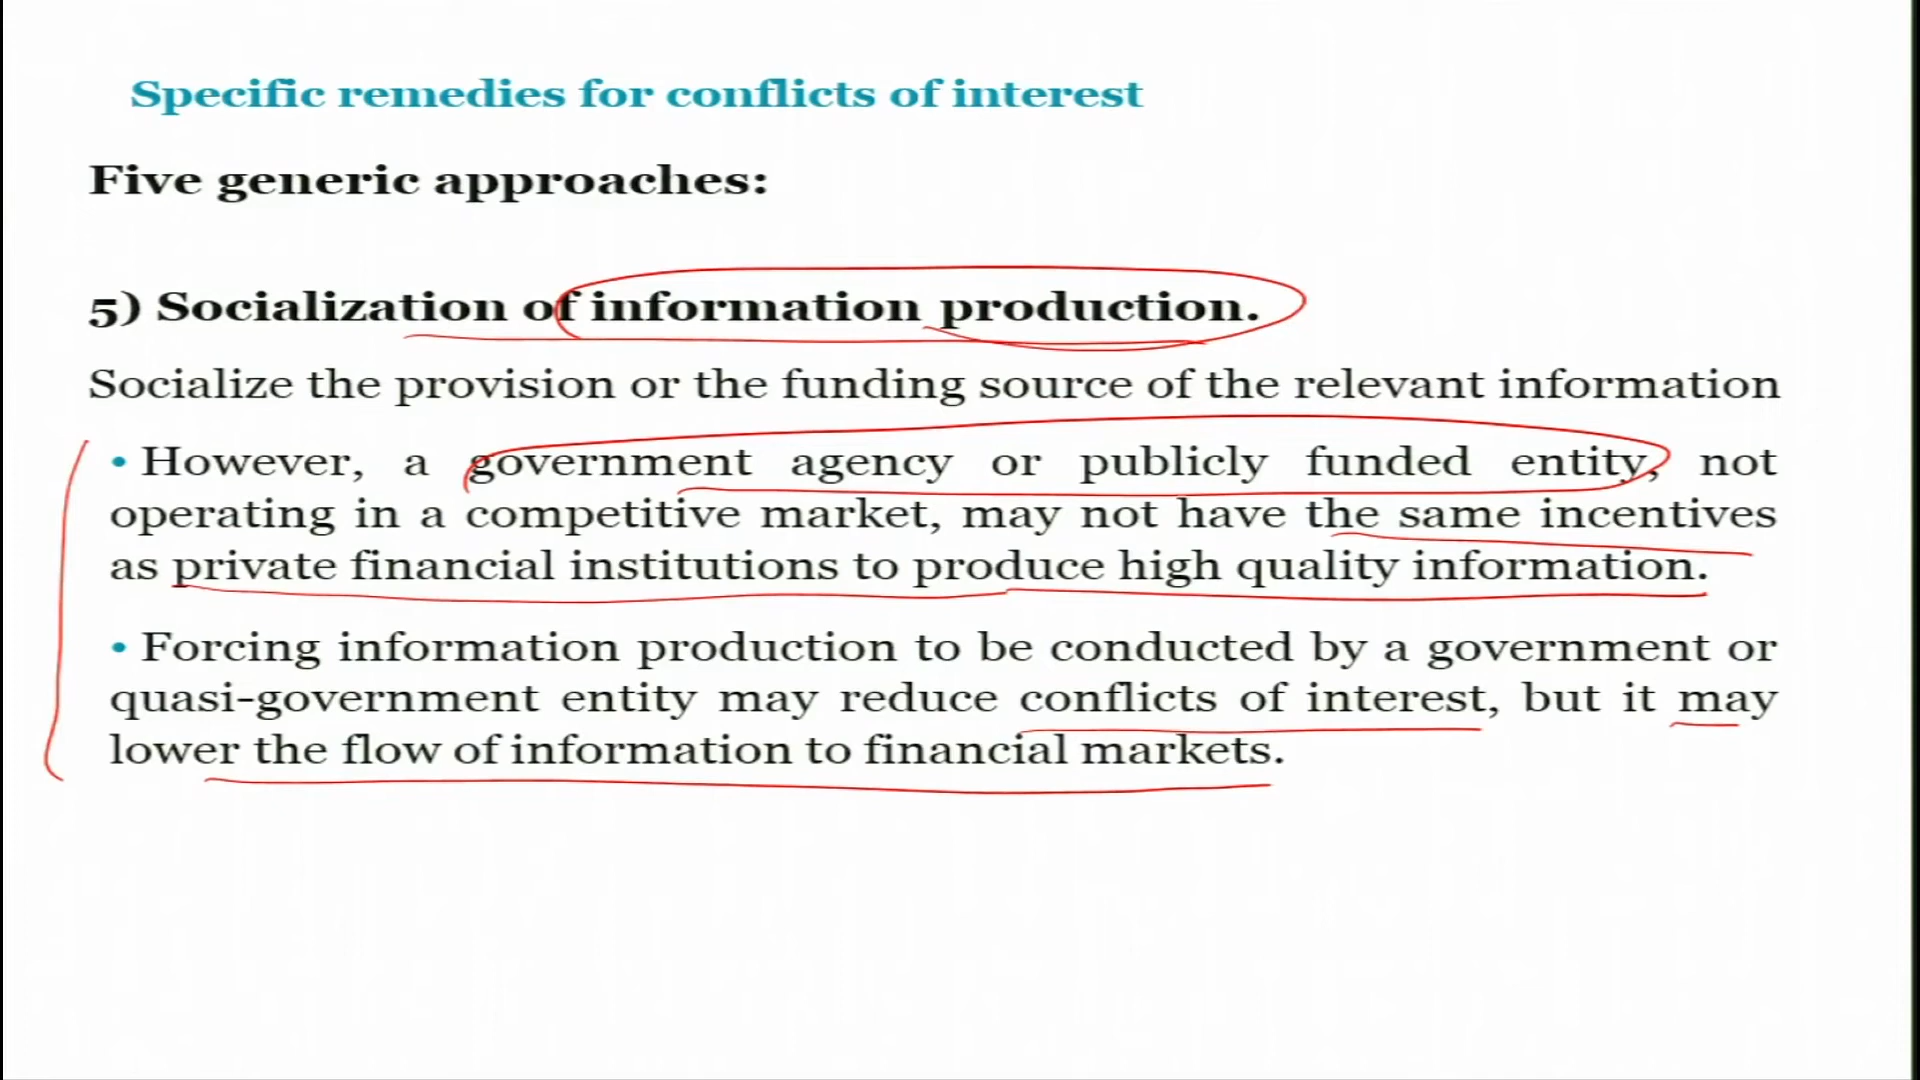 Specific remedies for conflicts of interest
Five generic approaches:
5) Socialization of information production.
Socialize the provision or the funding source of the relevant information
• However, a government agency or publicly funded entity, not
operating in a competitive market, may not have the same incentives
as private financial institutions to produce high quality information.
• Forcing information production to be conducted by a government or
quasi-government entity may reduce conflicts of interest, but it may
lower the flow of information to financial markets.